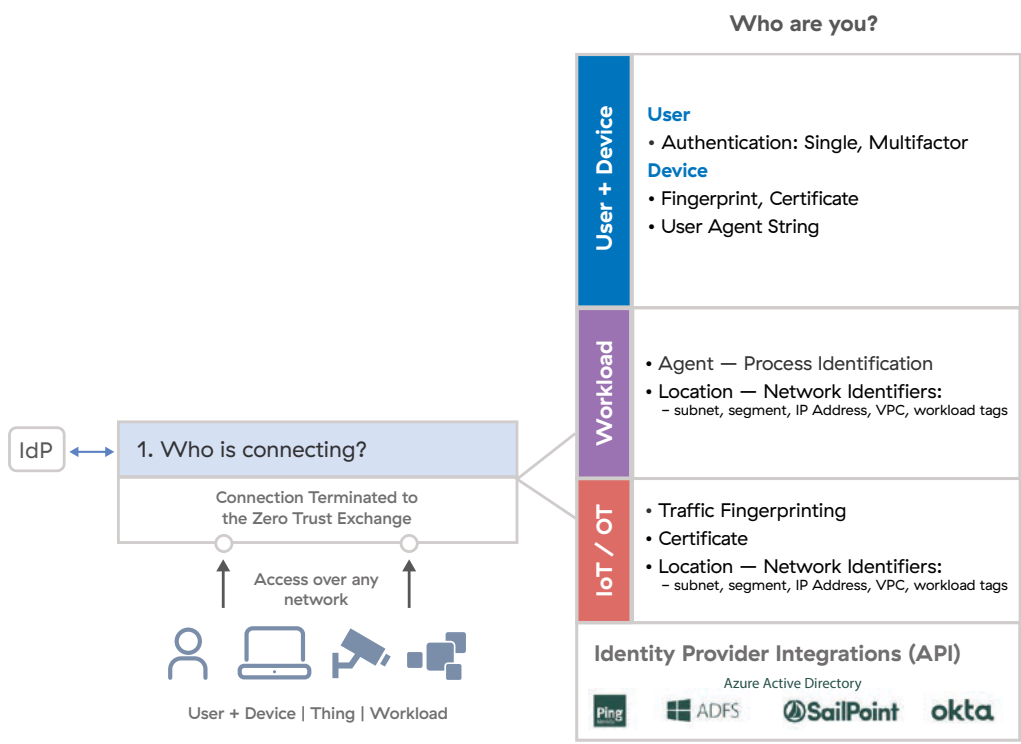 Who are you?
User + Device
User
• Authentication: Single, Multifactor
Device
• Fingerprint, Certificate
• User Agent String
Workload
• Agent — Process Identification
• Location — Network Identifiers:
– subnet, segment, IP Address, VPC, workload tags
IdP
1. Who is connecting?
Connection Terminated to
the Zero Trust Exchange
Access over any
network
User + Device | Thing | Workload
IoT / OT
• Traffic Fingerprinting
• Certificate
• Location — Network Identifiers:
– subnet, segment, IP Address, VPC, workload tags
Identity Provider Integrations (API)
Azure Active Directory
Ping
ADFS
SailPoint
okta